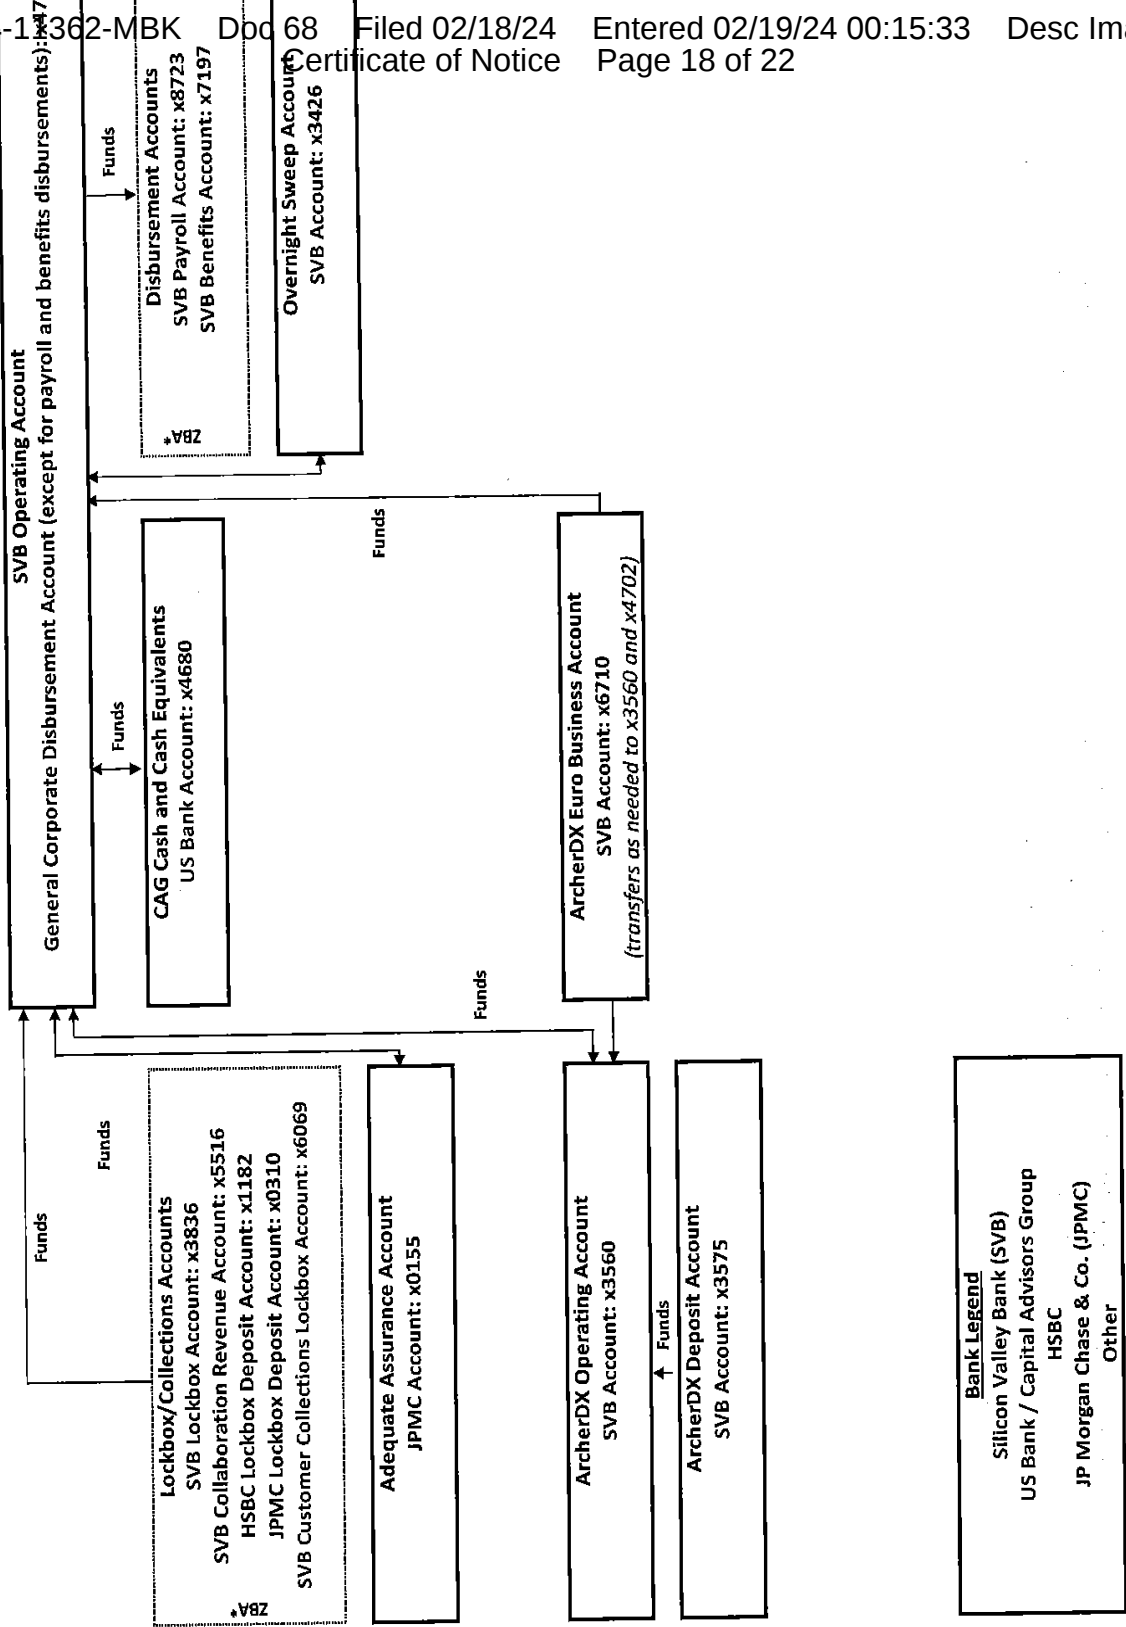 -11362-MBK Doc 68 Filed 02/18/24 Entered 02/19/24 00:15:33 Desc Ima
Certificate of Notice Page 18 of 22
SVB Operating Account
General Corporate Disbursement Account (except for payroll and benefits disbursements): x47
Funds
Funds
Lockbox/Collections Accounts
SVB Lockbox Account: x3836
SVB Collaboration Revenue Account: x5516
HSBC Lockbox Deposit Account: x1182
JPMC Lockbox Deposit Account: x0310
SVB Customer Collections Lockbox Account: x6069
ZBA*
Funds
CAG Cash and Cash Equivalents
US Bank Account: x4680
Funds
Disbursement Accounts
SVB Payroll Account: x8723
SVB Benefits Account: x7197
ZBA*
Overnight Sweep Account
SVB Account: x3426
Adequate Assurance Account
JPMC Account: x0155
Funds
Funds
ArcherDX Operating Account
SVB Account: x3560
ArcherDX Euro Business Account
SVB Account: x6710
(transfers as needed to x3560 and x4702)
Funds
ArcherDX Deposit Account
SVB Account: x3575
Bank Legend
Silicon Valley Bank (SVB)
US Bank / Capital Advisors Group
HSBC
JP Morgan Chase & Co. (JPMC)
Other